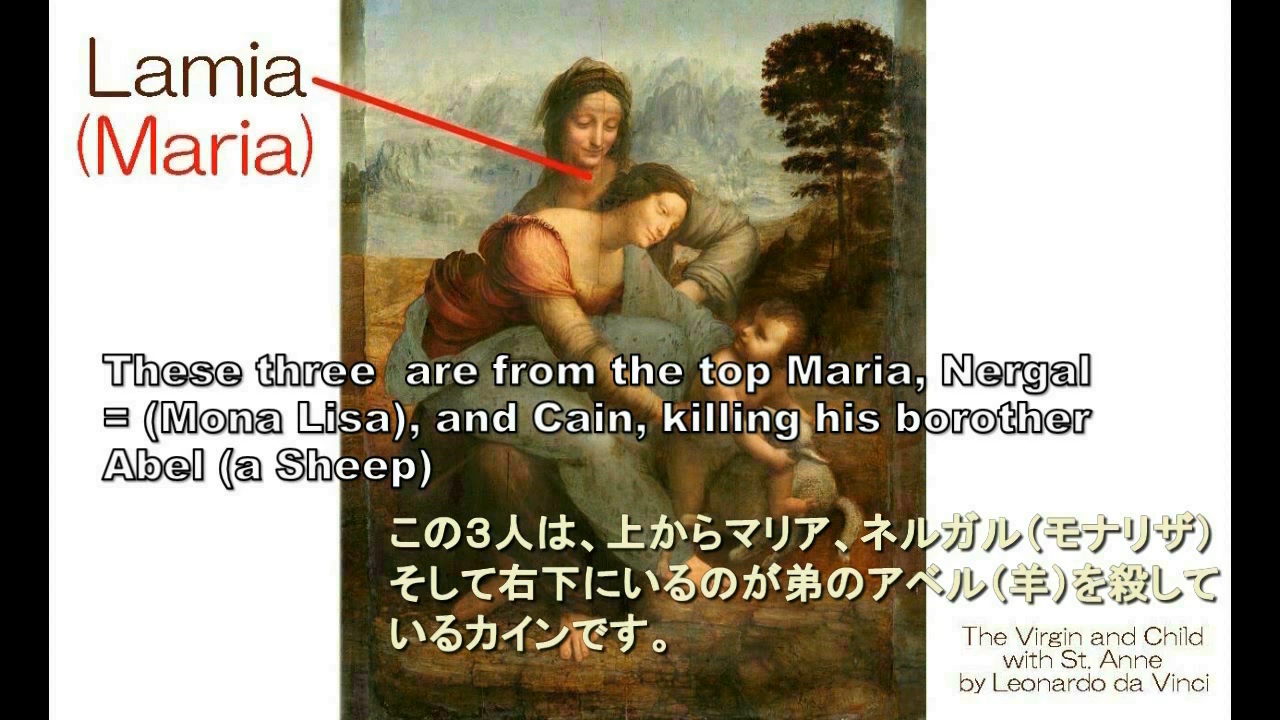 Lamia
(Maria)
These three are from the top Maria, Nergal
= (Mona Lisa), and Cain, killing his borother
Abel (a Sheep)
この3人は、上からマリア、ネルガル(モナリザ)
そして右下にいるのが弟のアベル(羊)を殺して
いるカインです。
The Virgin and Child
with St. Anne
by Leonardo da Vinci